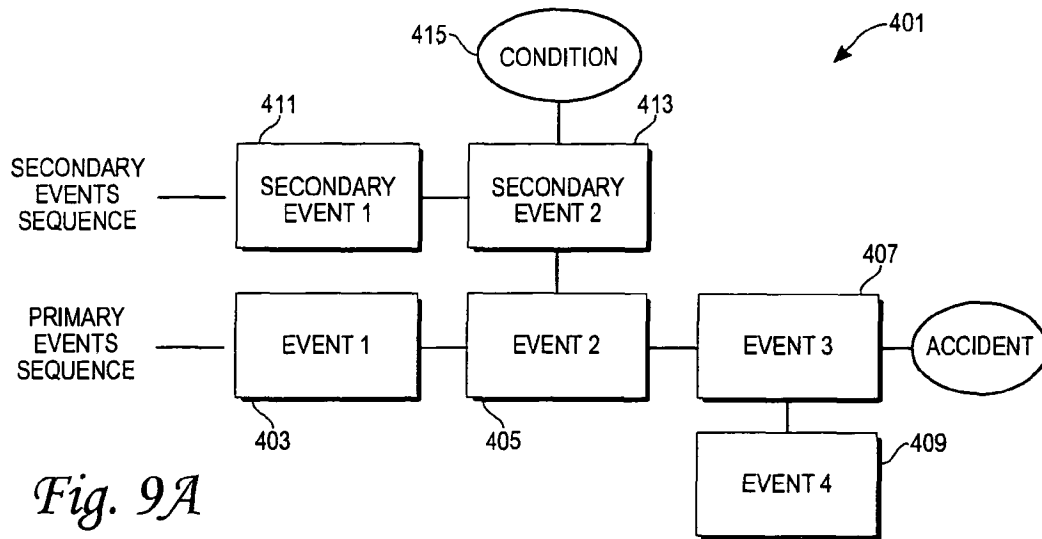 401
415
CONDITION
411
413
SECONDARY
EVENTS
SEQUENCE
SECONDARY
EVENT 1
SECONDARY
EVENT 2
407
PRIMARY
EVENTS
SEQUENCE
EVENT 1
EVENT 2
EVENT 3
ACCIDENT
403
405
409
EVENT 4
Fig. 9A